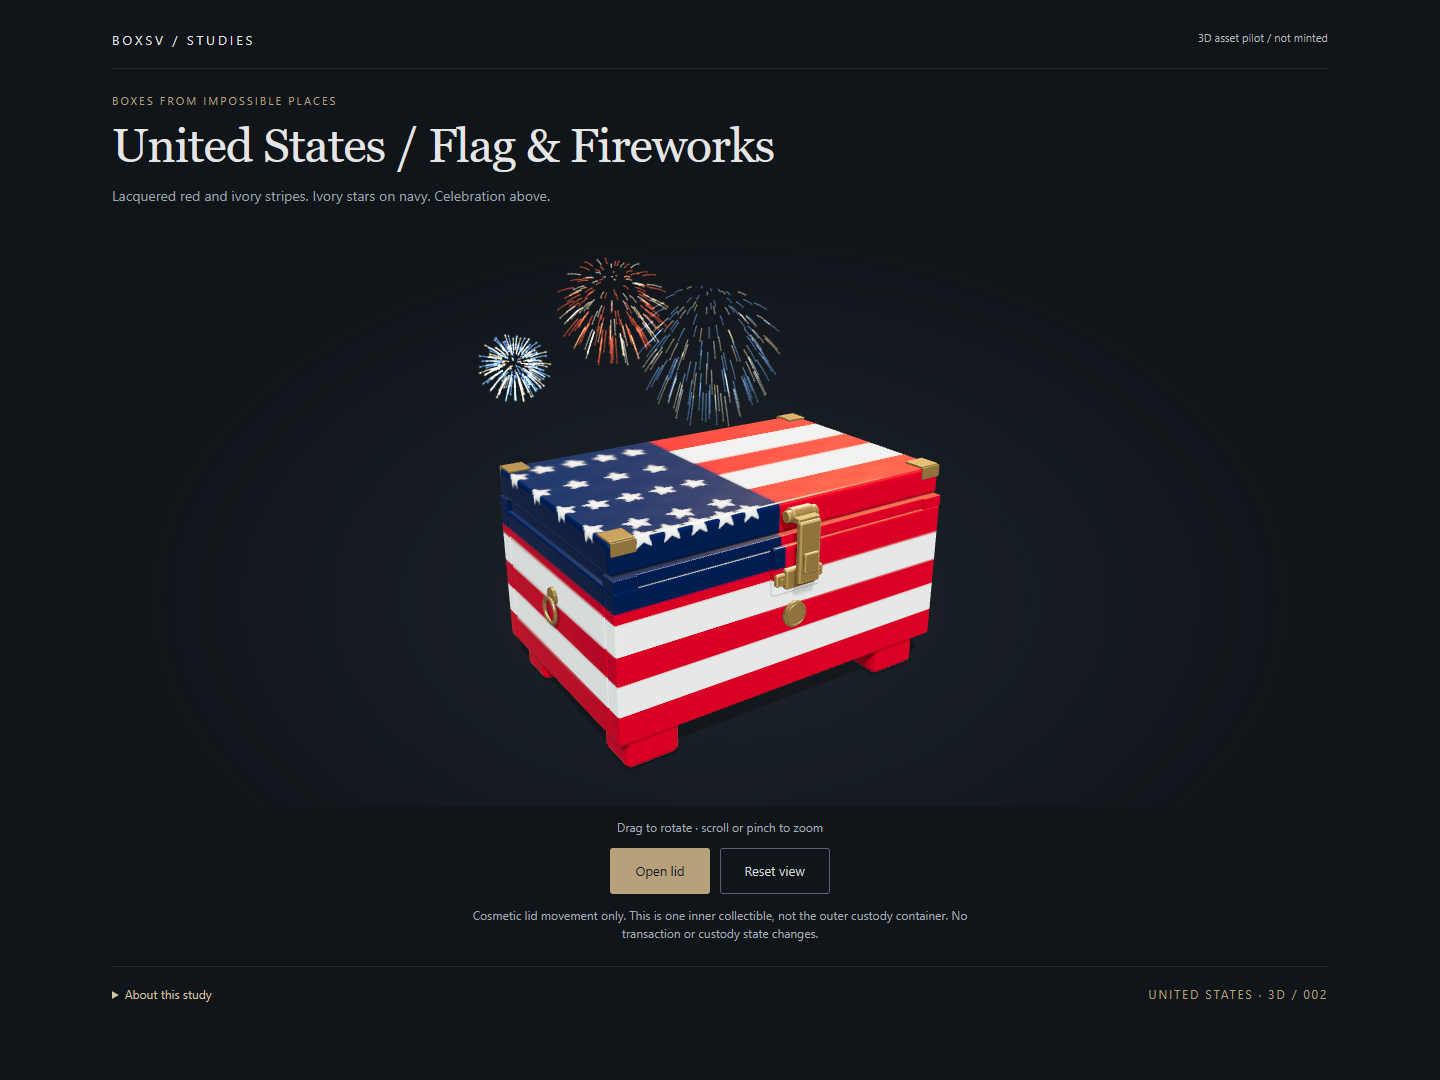 BOXSV / STUDIES
3D asset pilot / not minted
BOXES FROM IMPOSSIBLE PLACES
United States / Flag & Fireworks
Lacquered red and ivory stripes. Ivory stars on navy. Celebration above.
Drag to rotate · scroll or pinch to zoom
Open lid
Reset view
Cosmetic lid movement only. This is one inner collectible, not the outer custody container. No
transaction or custody state changes.
About this study
UNITED STATES · 3D / 002